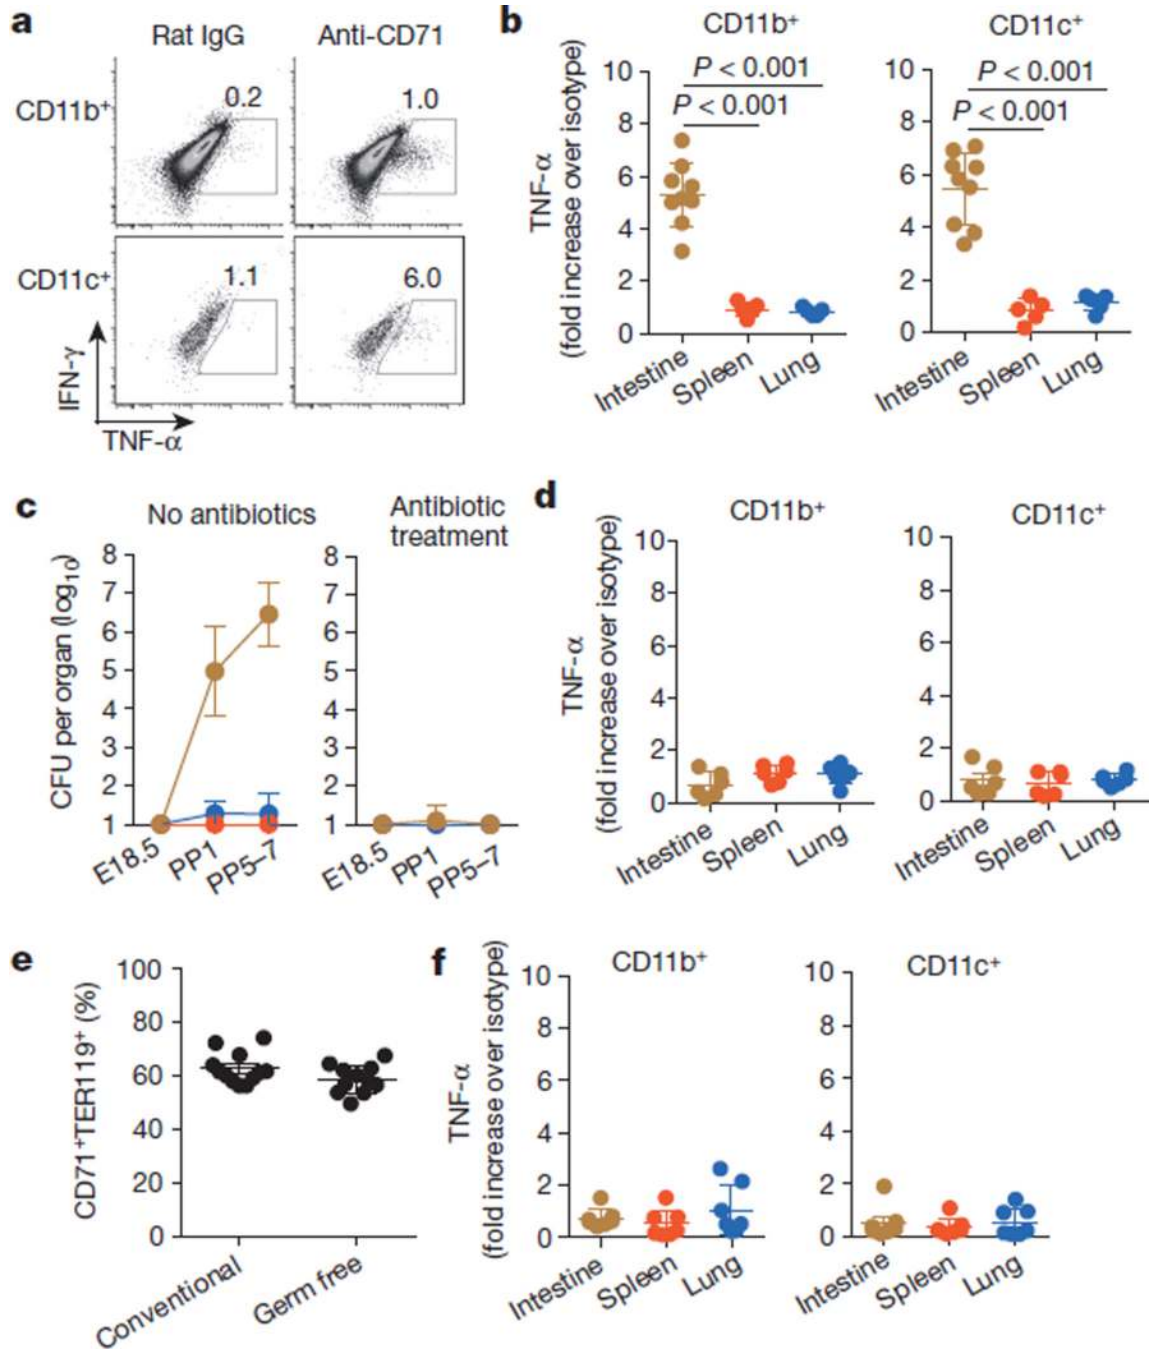 a
Rat IgG
Anti-CD71
CD11b⁺
0.2
1.0
CD11c⁺
1.1
6.0
IFN-γ
TNF-α
b
CD11b⁺
P < 0.001
P < 0.001
TNF-α
(fold increase over isotype)
10
8
6
4
2
0
Intestine
Spleen
Lung
CD11c⁺
P < 0.001
P < 0.001
10
8
6
4
2
0
Intestine
Spleen
Lung
c
No antibiotics
CFU per organ (log₁₀)
8
7
6
5
4
3
2
1
E18.5
PP1
PP5–7
Antibiotic
treatment
8
7
6
5
4
3
2
1
E18.5
PP1
PP5–7
d
CD11b⁺
TNF-α
(fold increase over isotype)
10
8
6
4
2
0
Intestine
Spleen
Lung
CD11c⁺
10
8
6
4
2
0
Intestine
Spleen
Lung
e
CD71⁺TER119⁺ (%)
100
80
60
40
20
0
Conventional
Germ free
f
CD11b⁺
TNF-α
(fold increase over isotype)
10
8
6
4
2
0
Intestine
Spleen
Lung
CD11c⁺
10
8
6
4
2
0
Intestine
Spleen
Lung